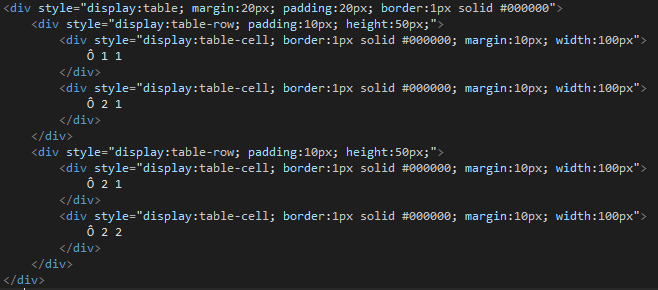 <div style="display:table; margin:20px; padding:20px; border:1px solid #000000">
    <div style="display:table-row; padding:10px; height:50px;">
        <div style="display:table-cell; border:1px solid #000000; margin:10px; width:100px">
            Ô 1 1
        </div>
        <div style="display:table-cell; border:1px solid #000000; margin:10px; width:100px">
            Ô 2 1
        </div>
    </div>
    <div style="display:table-row; padding:10px; height:50px;">
        <div style="display:table-cell; border:1px solid #000000; margin:10px; width:100px">
            Ô 2 1
        </div>
        <div style="display:table-cell; border:1px solid #000000; margin:10px; width:100px">
            Ô 2 2
        </div>
    </div>
</div>